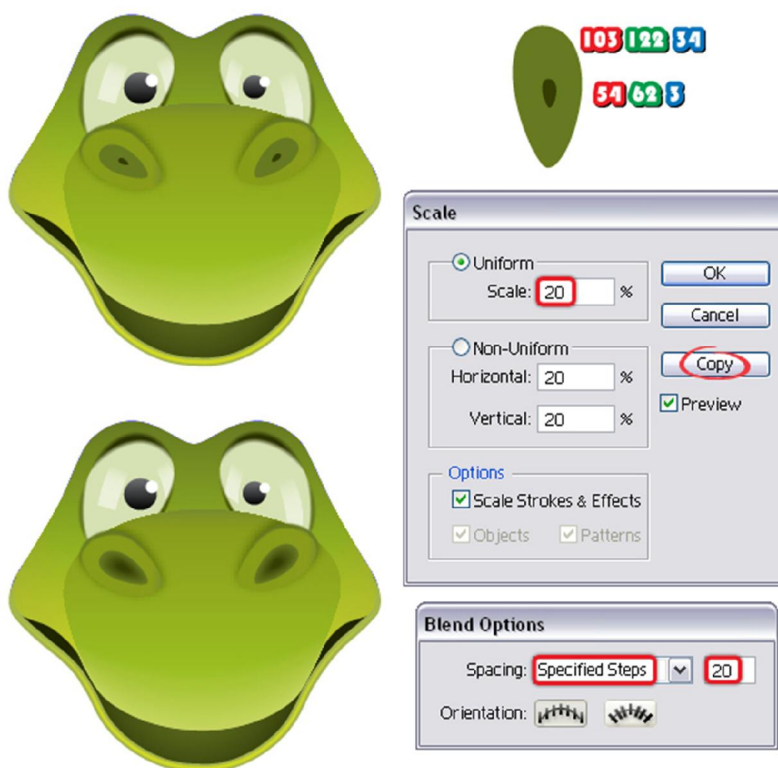 103 122 34
54 62 3
Scale
Uniform
Scale: 20 %
OK
Cancel
Non-Uniform
Horizontal: 20 %
Vertical: 20 %
Copy
Preview
Options
Scale Strokes & Effects
Objects Patterns
Blend Options
Spacing: Specified Steps 20
Orientation: